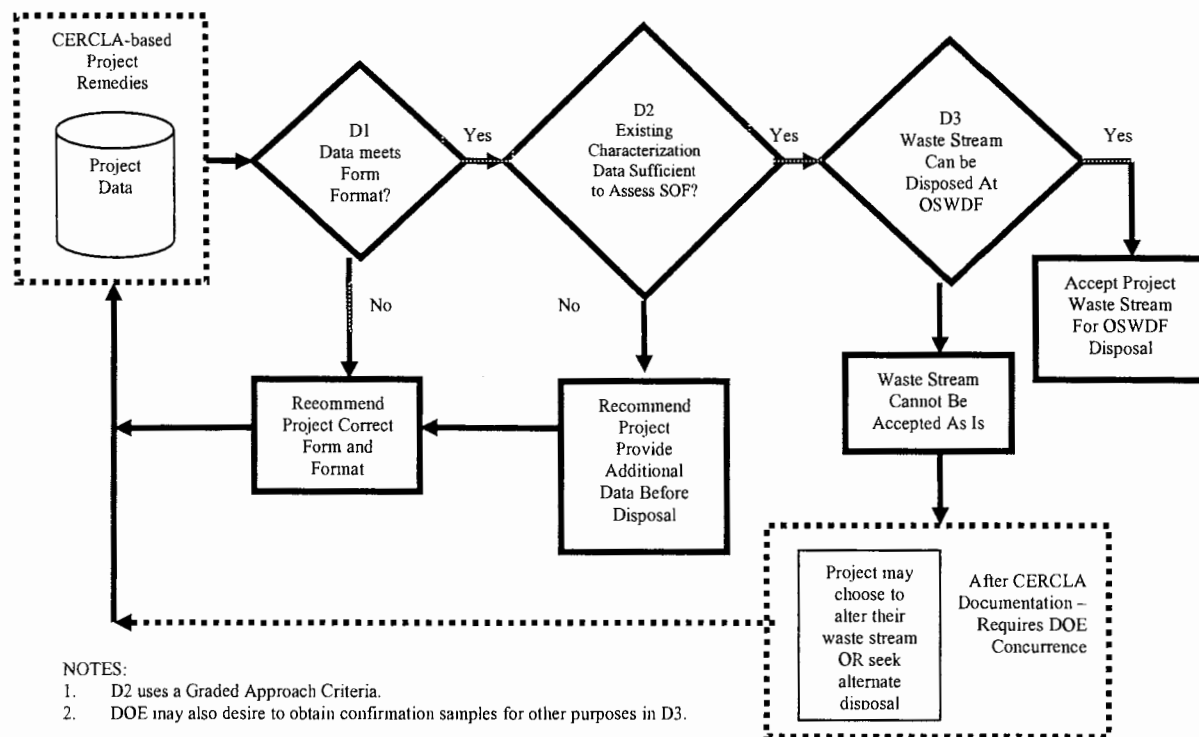 CERCLA-based
Project
Remedies
Project
Data
D1
Data meets
Form
Format?
Yes
No
D2
Existing
Characterization
Data Sufficient
to Assess SOF?
Yes
No
D3
Waste Stream
Can be
Disposed At
OSWDF
Yes
Accept Project
Waste Stream
For OSWDF
Disposal
Recommend
Project Correct
Form and
Format
Recommend
Project
Provide
Additional
Data Before
Disposal
Waste Stream
Cannot Be
Accepted As Is
Project may
choose to
alter their
waste stream
OR seek
alternate
disposal
After CERCLA
Documentation –
Requires DOE
Concurrence
NOTES:
1. D2 uses a Graded Approach Criteria.
2. DOE may also desire to obtain confirmation samples for other purposes in D3.